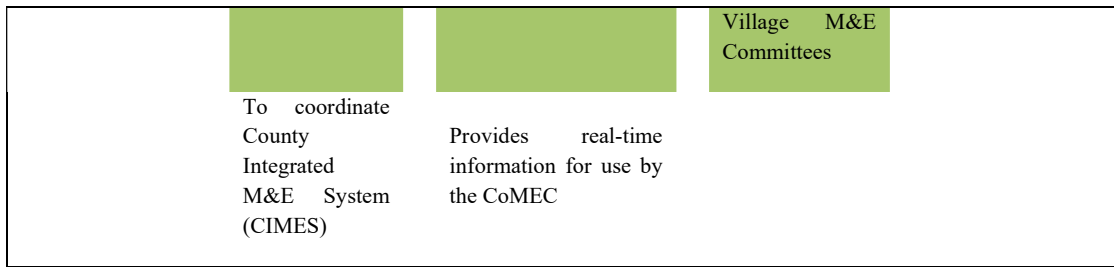 Village M&E
Committees
To coordinate
County
Integrated
M&E System
(CIMES)
Provides real-time
information for use by
the CoMEC